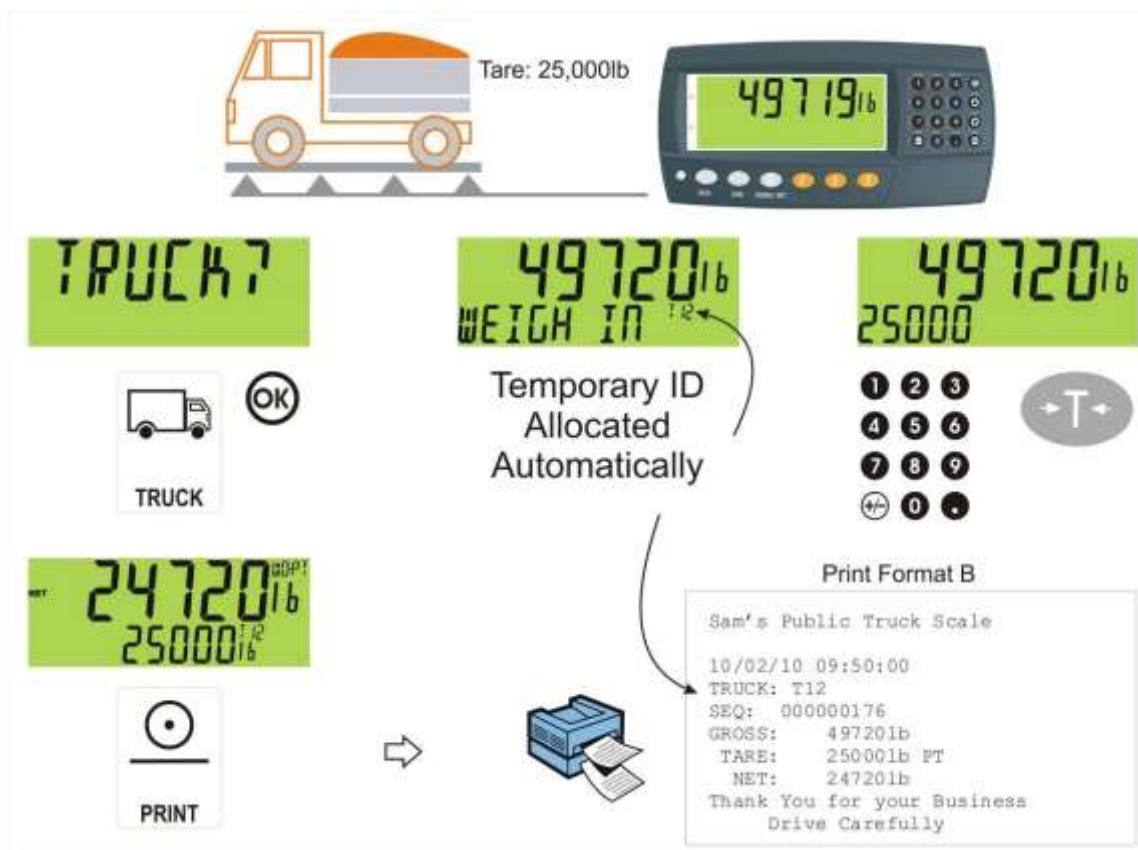 Tare: 25,000lb
49719lb
TRUCK?
49720lb
WEIGH IN T12
49720lb
25000
OK
TRUCK
Temporary ID
Allocated
Automatically
1 2 3
4 5 6
7 8 9
+/- 0 .
→T←
NET 24720lb
25000lb T12
PRINT
Print Format B
Sam's Public Truck Scale
10/02/10 09:50:00
TRUCK: T12
SEQ: 000000176
GROSS: 49720lb
TARE: 25000lb PT
NET: 24720lb
Thank You for your Business
Drive Carefully